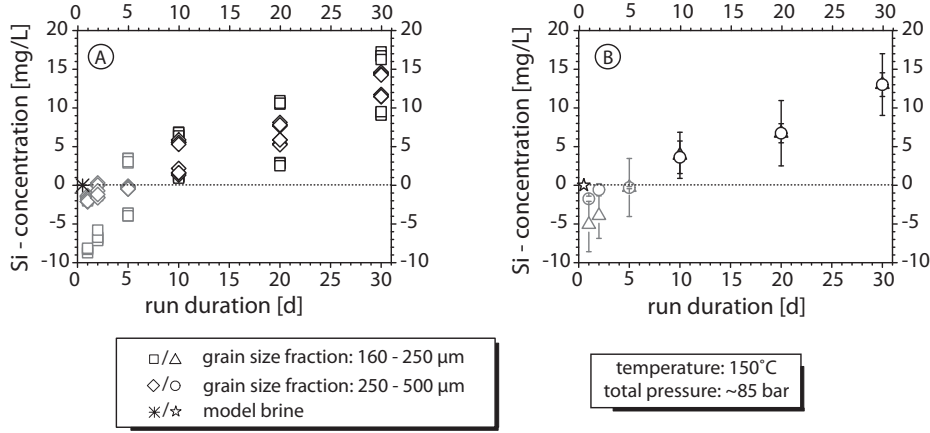 0 5 10 15 20 25 30
0 5 10 15 20 25 30
20 20 20 20
15 15 15 15
10 10 10 10
5 5 5 5
0 0 0 0
-5 -5 -5 -5
-10 -10 -10 -10
A
B
Si - concentration [mg/L]
Si - concentration [mg/L]
0 5 10 15 20 25 30
0 5 10 15 20 25 30
run duration [d]
run duration [d]
/ grain size fraction: 160 - 250 µm
/ grain size fraction: 250 - 500 µm
/ model brine
temperature: 150˚C
total pressure: ~85 bar